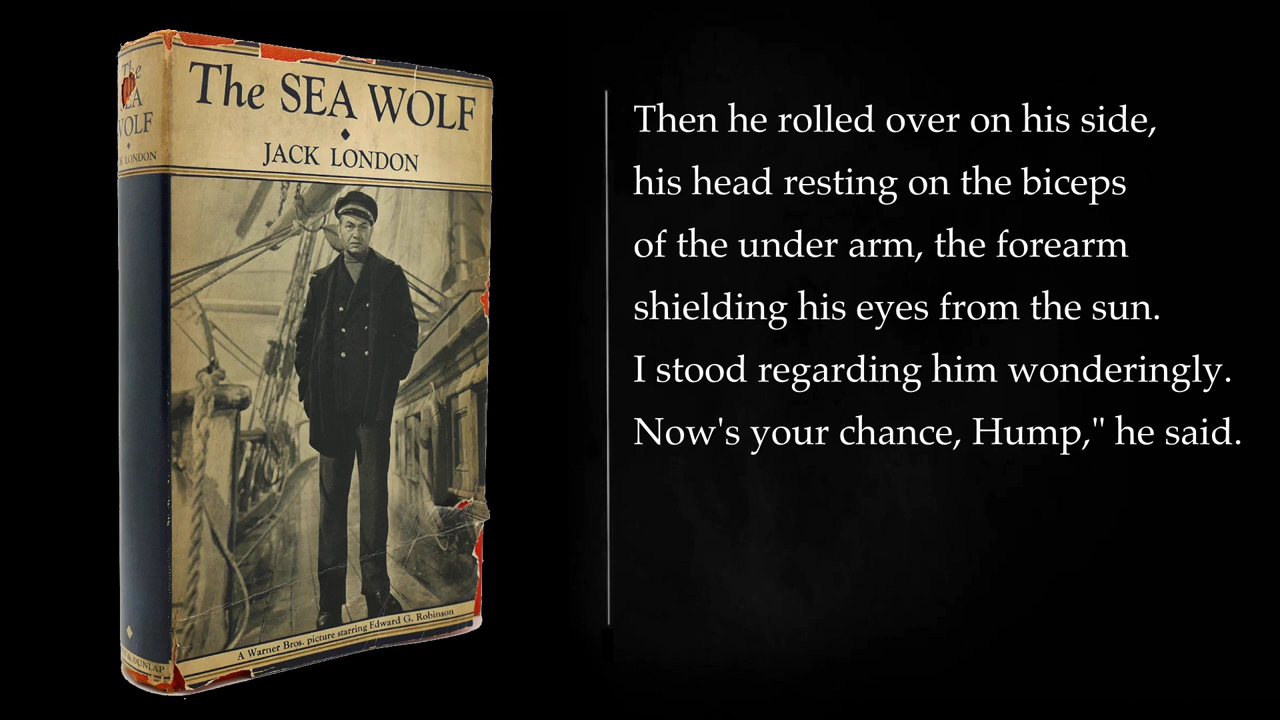 The
SEA
WOLF
LONDON
DUNLAP
The SEA WOLF
JACK LONDON
A Warner Bros. picture starring Edward G. Robinson
Then he rolled over on his side,
his head resting on the biceps
of the under arm, the forearm
shielding his eyes from the sun.
I stood regarding him wonderingly.
Now's your chance, Hump," he said.